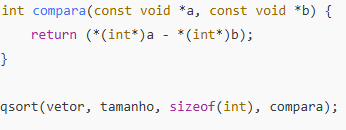 int compara(const void *a, const void *b) {
    return (*(int*)a - *(int*)b);
}

qsort(vetor, tamanho, sizeof(int), compara);